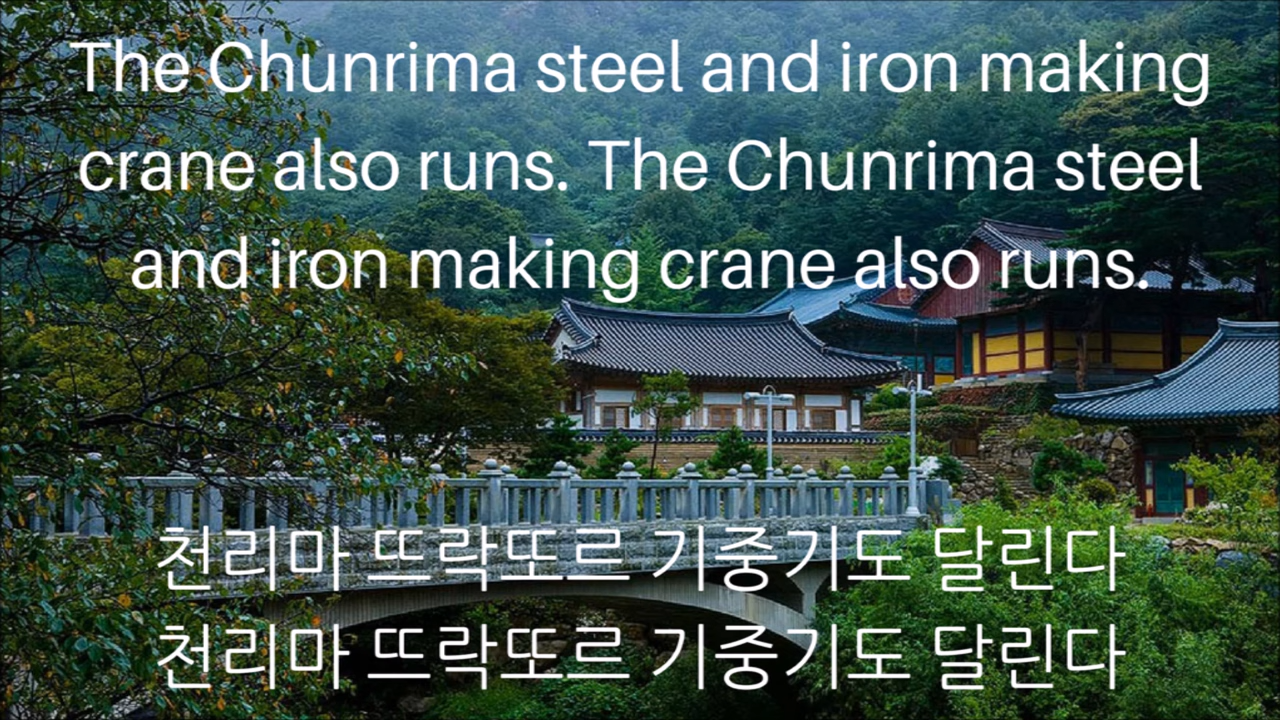 The Chunrima steel and iron making
crane also runs. The Chunrima steel
and iron making crane also runs.
천리마 뜨락또르 기중기도 달린다
천리마 뜨락또르 기중기도 달린다